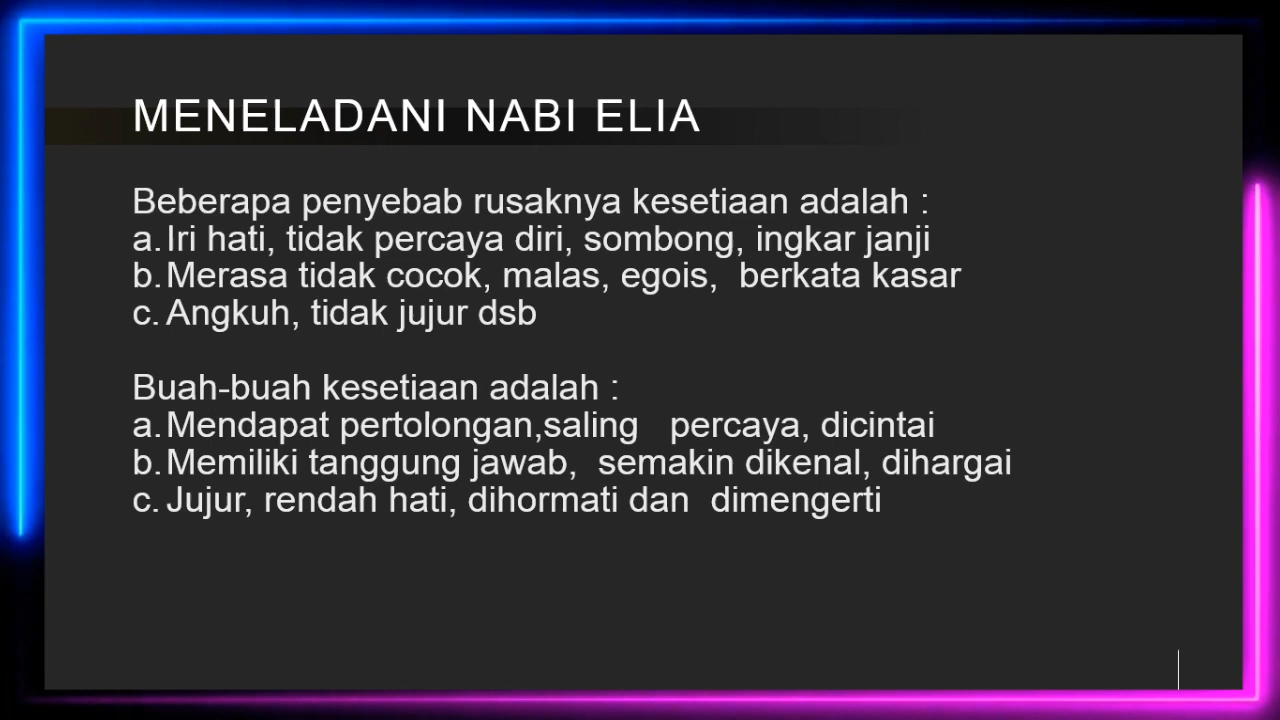 MENELADANI NABI ELIA
Beberapa penyebab rusaknya kesetiaan adalah :
a. Iri hati, tidak percaya diri, sombong, ingkar janji
b. Merasa tidak cocok, malas, egois,  berkata kasar
c. Angkuh, tidak jujur dsb
Buah-buah kesetiaan adalah :
a. Mendapat pertolongan,saling   percaya, dicintai
b. Memiliki tanggung jawab,  semakin dikenal, dihargai
c. Jujur, rendah hati, dihormati dan  dimengerti